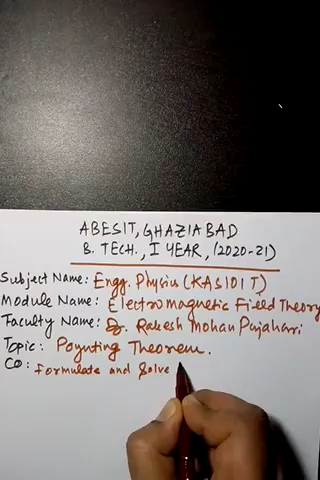 ABESIT, GHAZIABAD
B. TECH., I YEAR, (2020-21)
Subject Name: Engg. Physics (KAS101T)
Module Name: Electromagnetic Field Theory
Faculty Name: Dr. Rakesh Mohan Pujahari
Topic: Poynting Theorem.
CO: Formulate and Solve